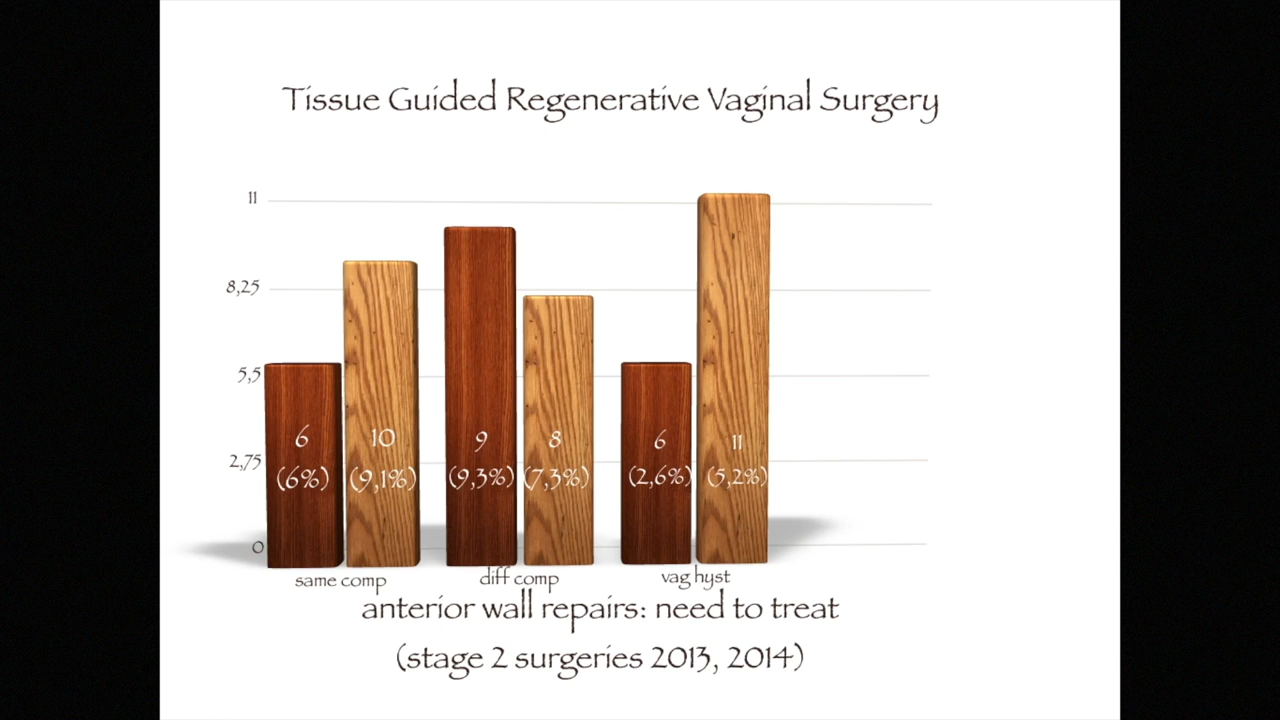 Tissue Guided Regenerative Vaginal Surgery
11
8,25
5,5
2,75
0
6 10 9 8 6 11
(6%) (9,1%) (9,3%) (7,3%) (2,6%) (5,2%)
same comp diff comp vag hyst
anterior wall repairs: need to treat
(stage 2 surgeries 2013, 2014)